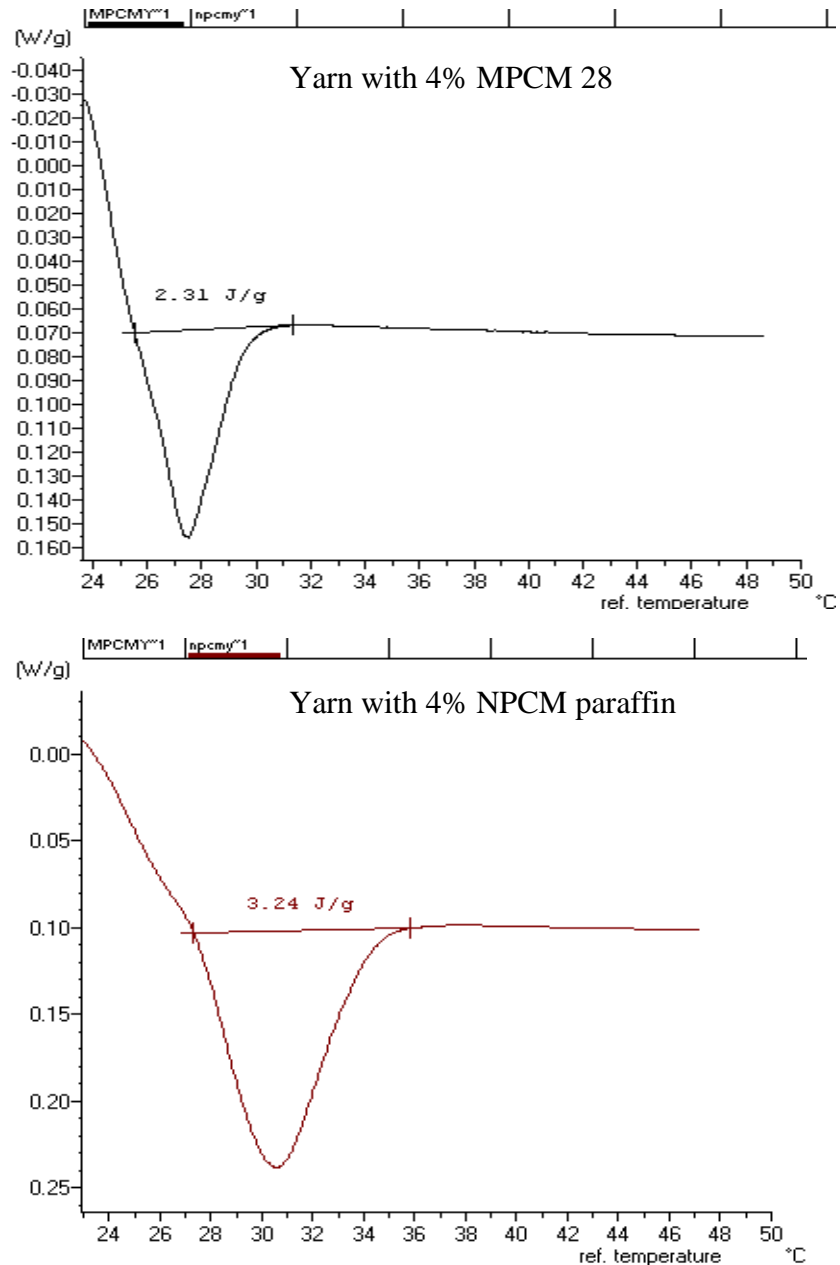 MPCMY~1 npcmy~1
(W/g)
Yarn with 4% MPCM 28
-0.040
-0.030
-0.020
-0.010
0.000
0.010
0.020
0.030
0.040
0.050
2.31 J/g
0.060
0.070
0.080
0.090
0.100
0.110
0.120
0.130
0.140
0.150
0.160
24 26 28 30 32 34 36 38 40 42 44 46 48 50
ref. temperature °C
MPCMY~1 npcmy~1
(W/g)
Yarn with 4% NPCM paraffin
0.00
0.05
3.24 J/g
0.10
0.15
0.20
0.25
24 26 28 30 32 34 36 38 40 42 44 46 48 50
ref. temperature °C